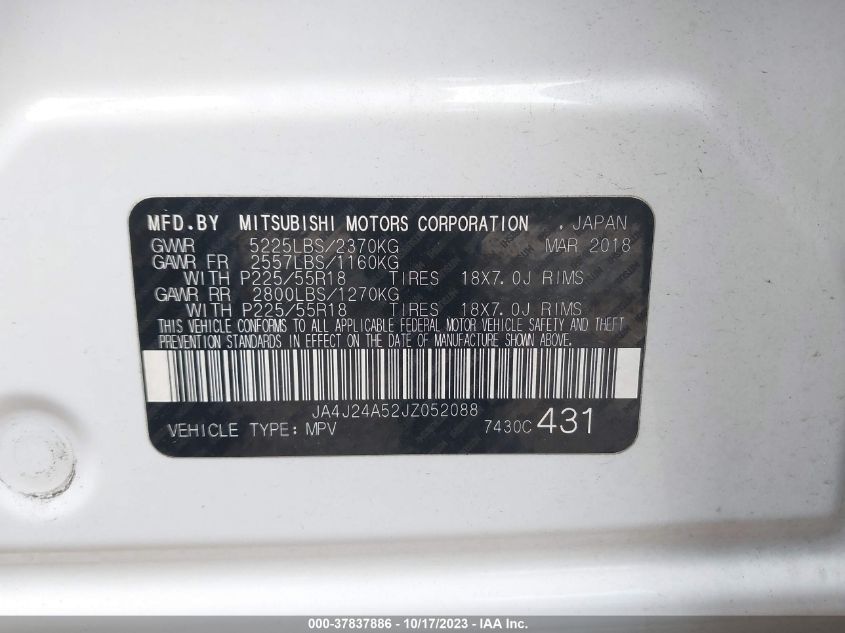 MFD.BY MITSUBISHI MOTORS CORPORATION , JAPAN
GVWR 5225LBS/2370KG MAR 2018
GAWR FR 2557LBS/1160KG
WITH P225/55R18 TIRES 18X7.0J RIMS
GAWR RR 2800LBS/1270KG
WITH P225/55R18 TIRES 18X7.0J RIMS
THIS VEHICLE CONFORMS TO ALL APPLICABLE FEDERAL MOTOR VEHICLE SAFETY AND THEFT
PREVENTION STANDARDS IN EFFECT ON THE DATE OF MANUFACTURE SHOWN ABOVE.
JA4J24A52JZ052088
VEHICLE TYPE: MPV 7430C 431
000-37837886 - 10/17/2023 - IAA Inc.